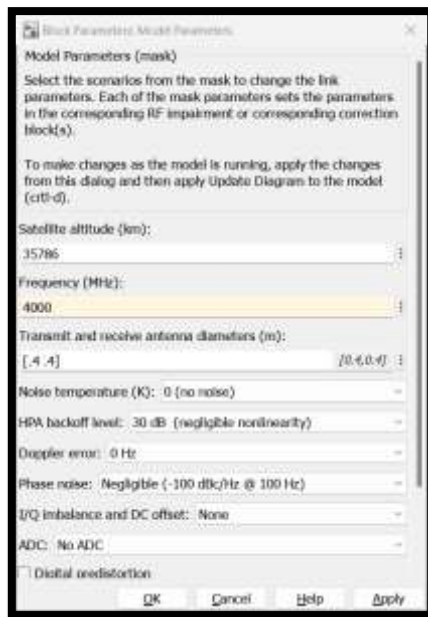 Block Parameters: Model Parameters
Model Parameters (mask)
Select the scenarios from the mask to change the link
parameters. Each of the mask parameters sets the parameters
in the corresponding RF impairment or corresponding correction
block(s).
To make changes as the model is running, apply the changes
from this dialog and then apply Update Diagram to the model
(crtl-d).
Satellite altitude (km):
35786
Frequency (MHz):
4000
Transmit and receive antenna diameters (m):
[.4 .4] [0.4,0.4]
Noise temperature (K): 0 (no noise)
HPA backoff level: 30 dB (negligible nonlinearity)
Doppler error: 0 Hz
Phase noise: Negligible (-100 dBc/Hz @ 100 Hz)
I/Q imbalance and DC offset: None
ADC: No ADC
Digital predistortion
OK Cancel Help Apply